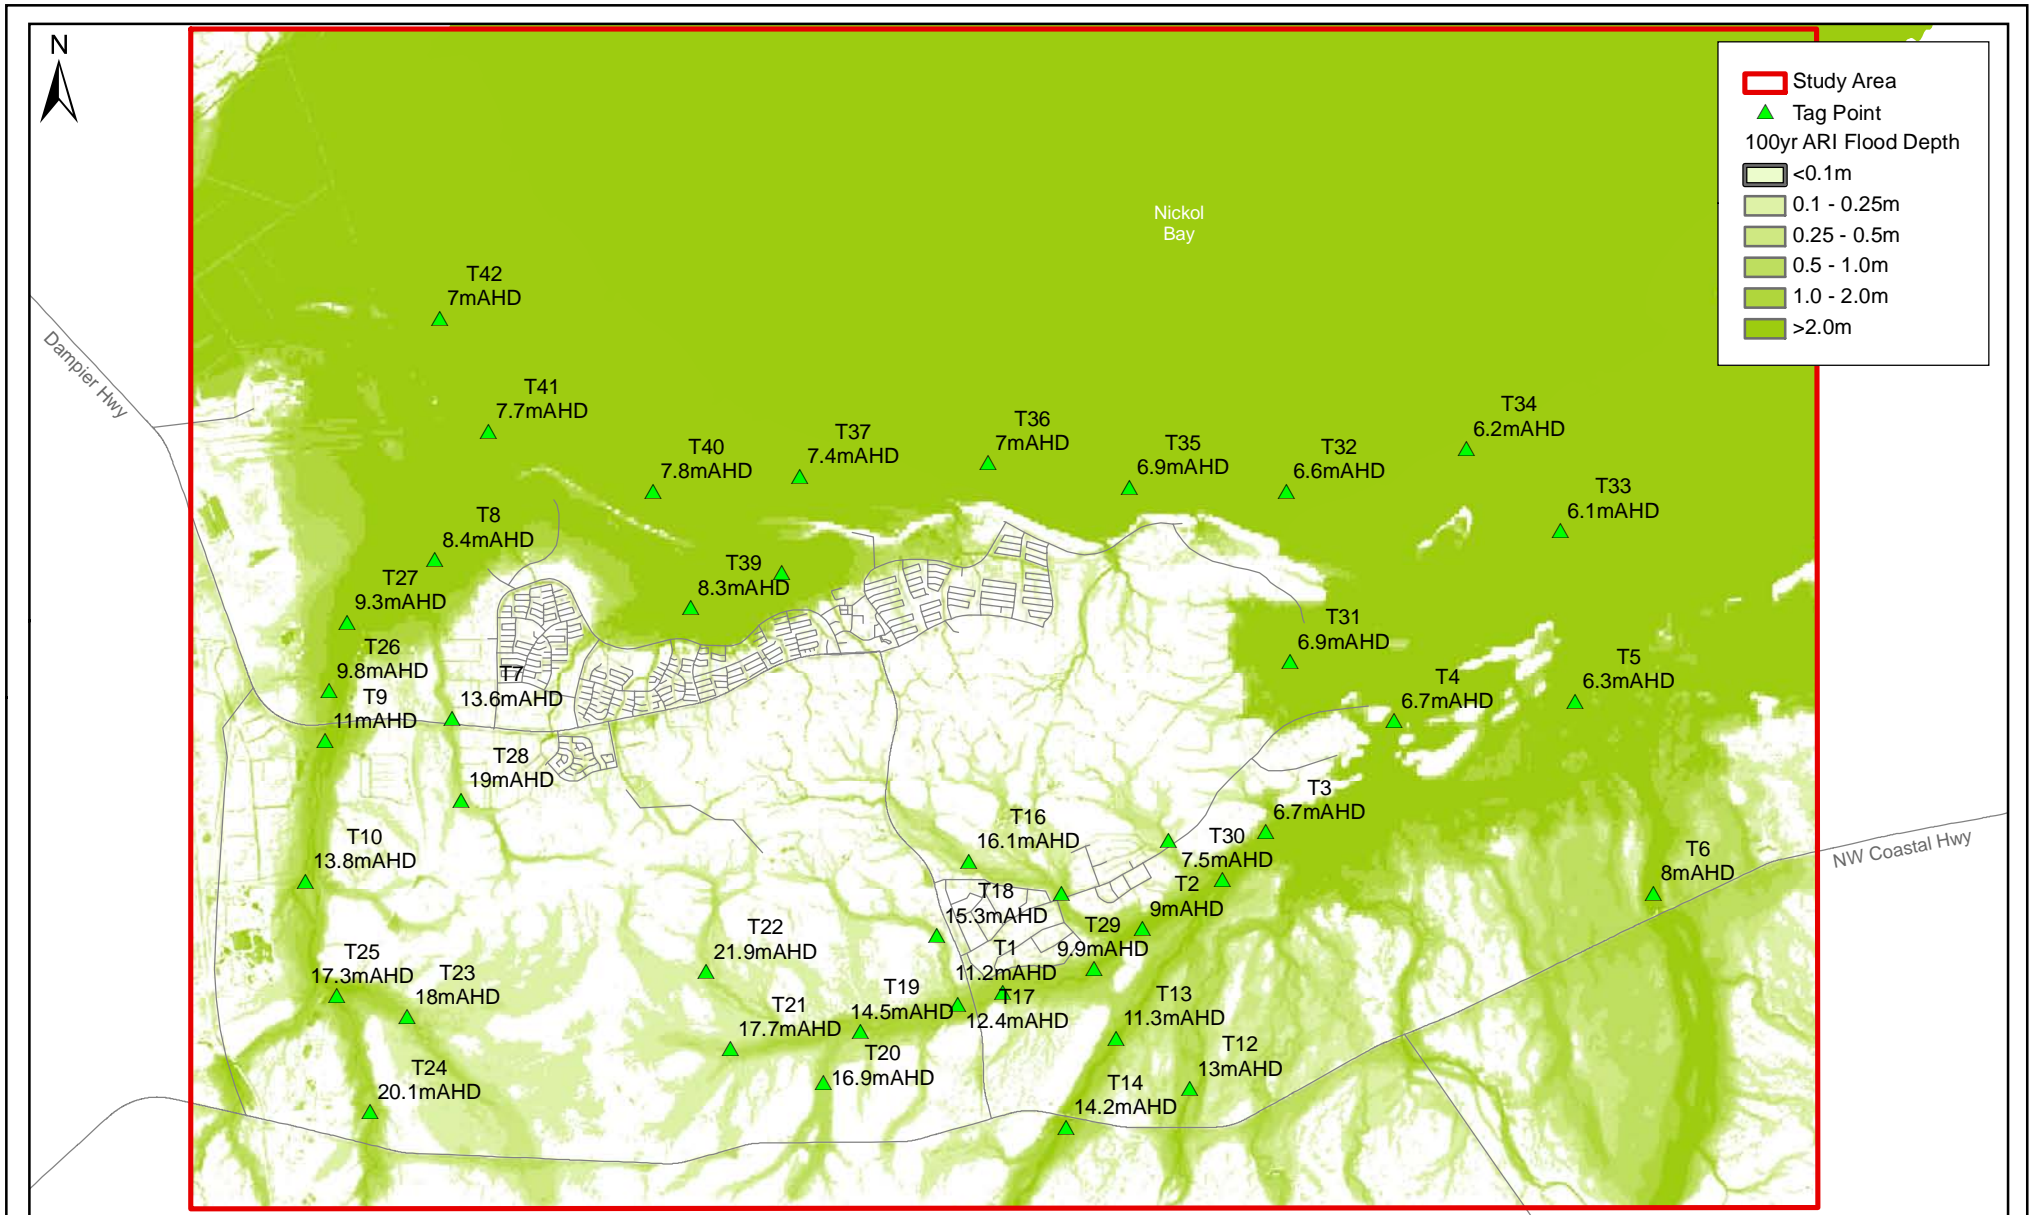 N
Study Area
Tag Point
100yr ARI Flood Depth
<0.1m
0.1 - 0.25m
0.25 - 0.5m
0.5 - 1.0m
1.0 - 2.0m
>2.0m
Nickol
Bay
Dampier Hwy
NW Coastal Hwy
T42
7mAHD
T41
7.7mAHD
T40
7.8mAHD
T37
7.4mAHD
T36
7mAHD
T35
6.9mAHD
T32
6.6mAHD
T34
6.2mAHD
T33
6.1mAHD
T8
8.4mAHD
T39
8.3mAHD
T27
9.3mAHD
T26
9.8mAHD
T9
11mAHD
T7
13.6mAHD
T28
19mAHD
T31
6.9mAHD
T4
6.7mAHD
T5
6.3mAHD
T3
6.7mAHD
T10
13.8mAHD
T16
16.1mAHD
T30
7.5mAHD
T6
8mAHD
T18
15.3mAHD
T2
9mAHD
T29
9.9mAHD
T22
21.9mAHD
T1
11.2mAHD
T25
17.3mAHD
T23
18mAHD
T19
14.5mAHD
T17
12.4mAHD
T21
17.7mAHD
T13
11.3mAHD
T20
16.9mAHD
T12
13mAHD
T24
20.1mAHD
T14
14.2mAHD